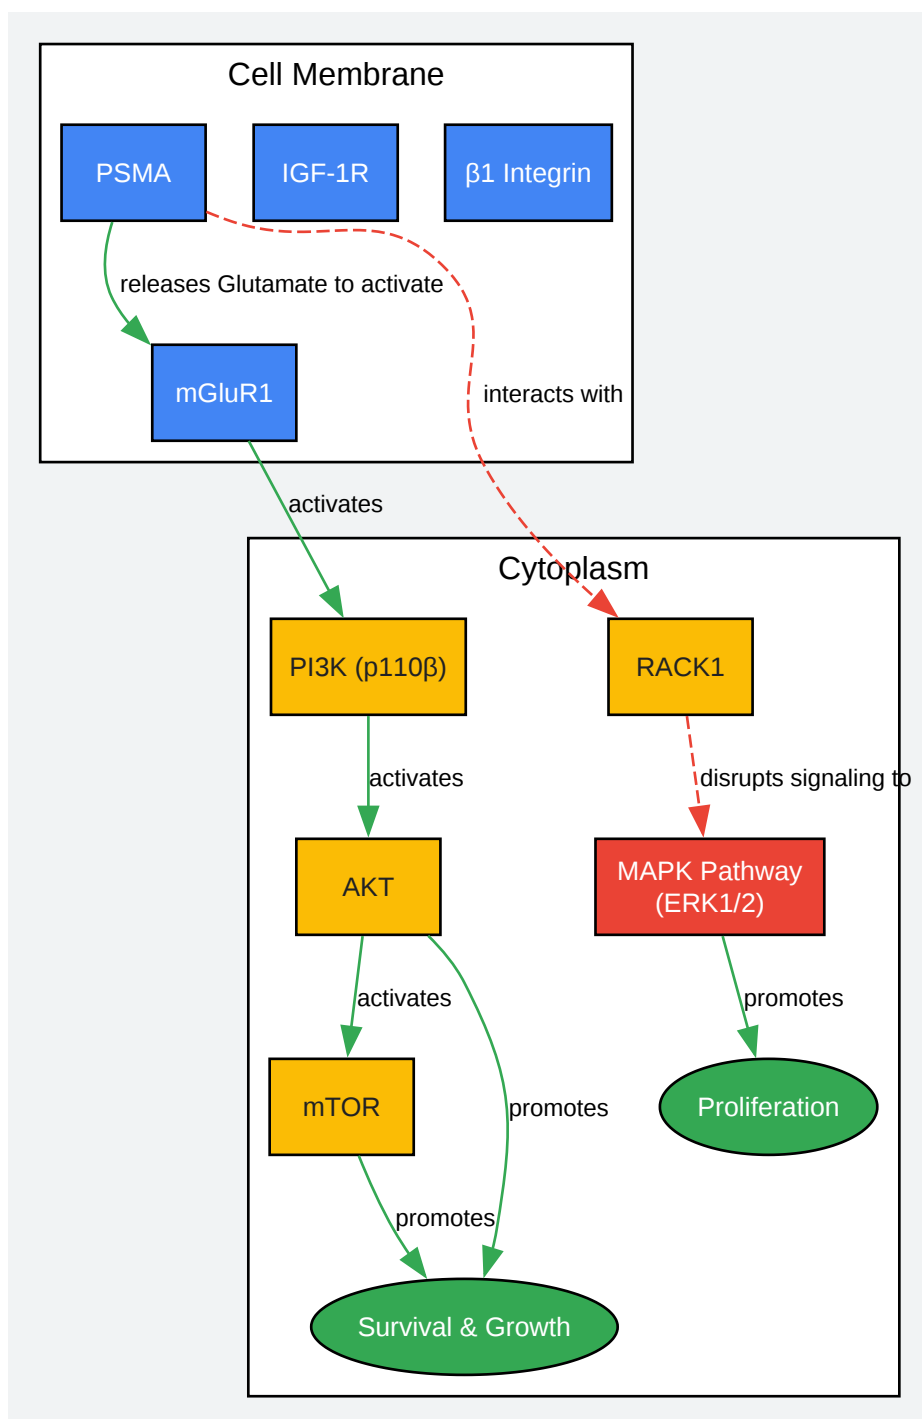 Cell Membrane
PSMA
IGF-1R
β1 Integrin
releases Glutamate to activate
mGluR1
interacts with
activates
Cytoplasm
PI3K (p110β)
RACK1
activates
disrupts signaling to
AKT
MAPK Pathway
(ERK1/2)
activates
promotes
mTOR
promotes
Proliferation
promotes
Survival & Growth